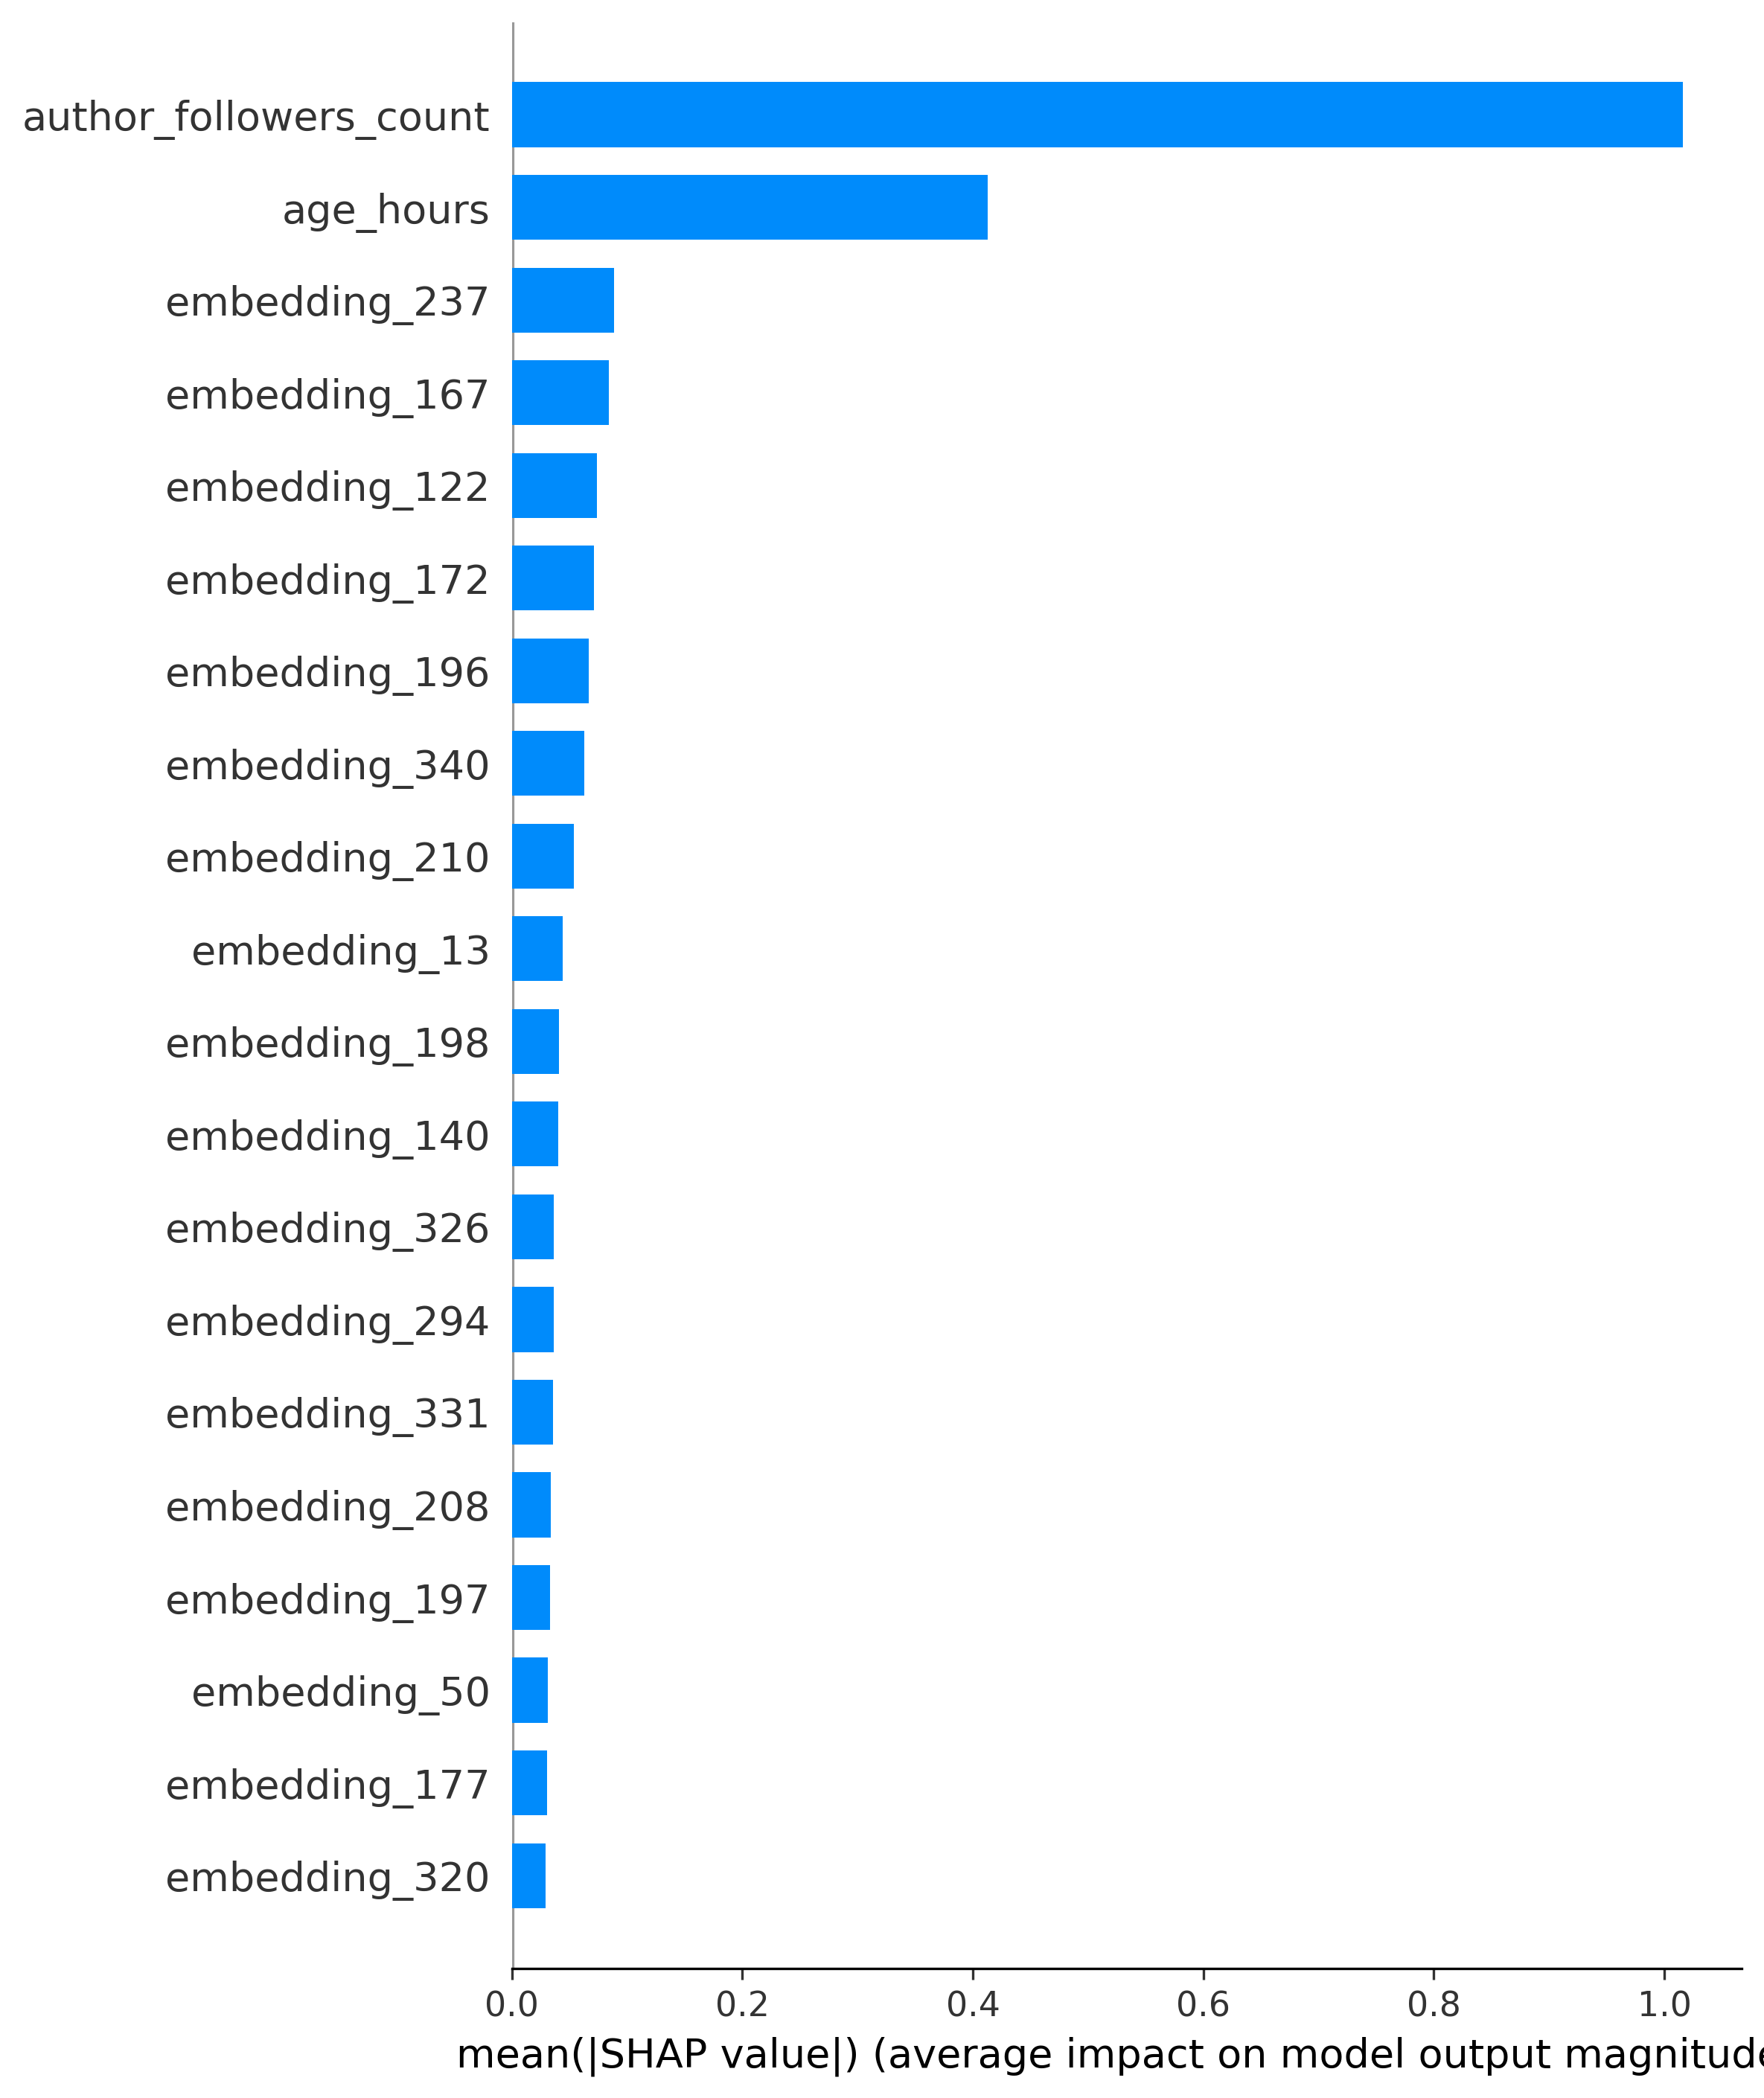 author_followers_count
age_hours
embedding_237
embedding_167
embedding_122
embedding_172
embedding_196
embedding_340
embedding_210
embedding_13
embedding_198
embedding_140
embedding_326
embedding_294
embedding_331
embedding_208
embedding_197
embedding_50
embedding_177
embedding_320
0.0 0.2 0.4 0.6 0.8 1.0
mean(|SHAP value|) (average impact on model output magnitude